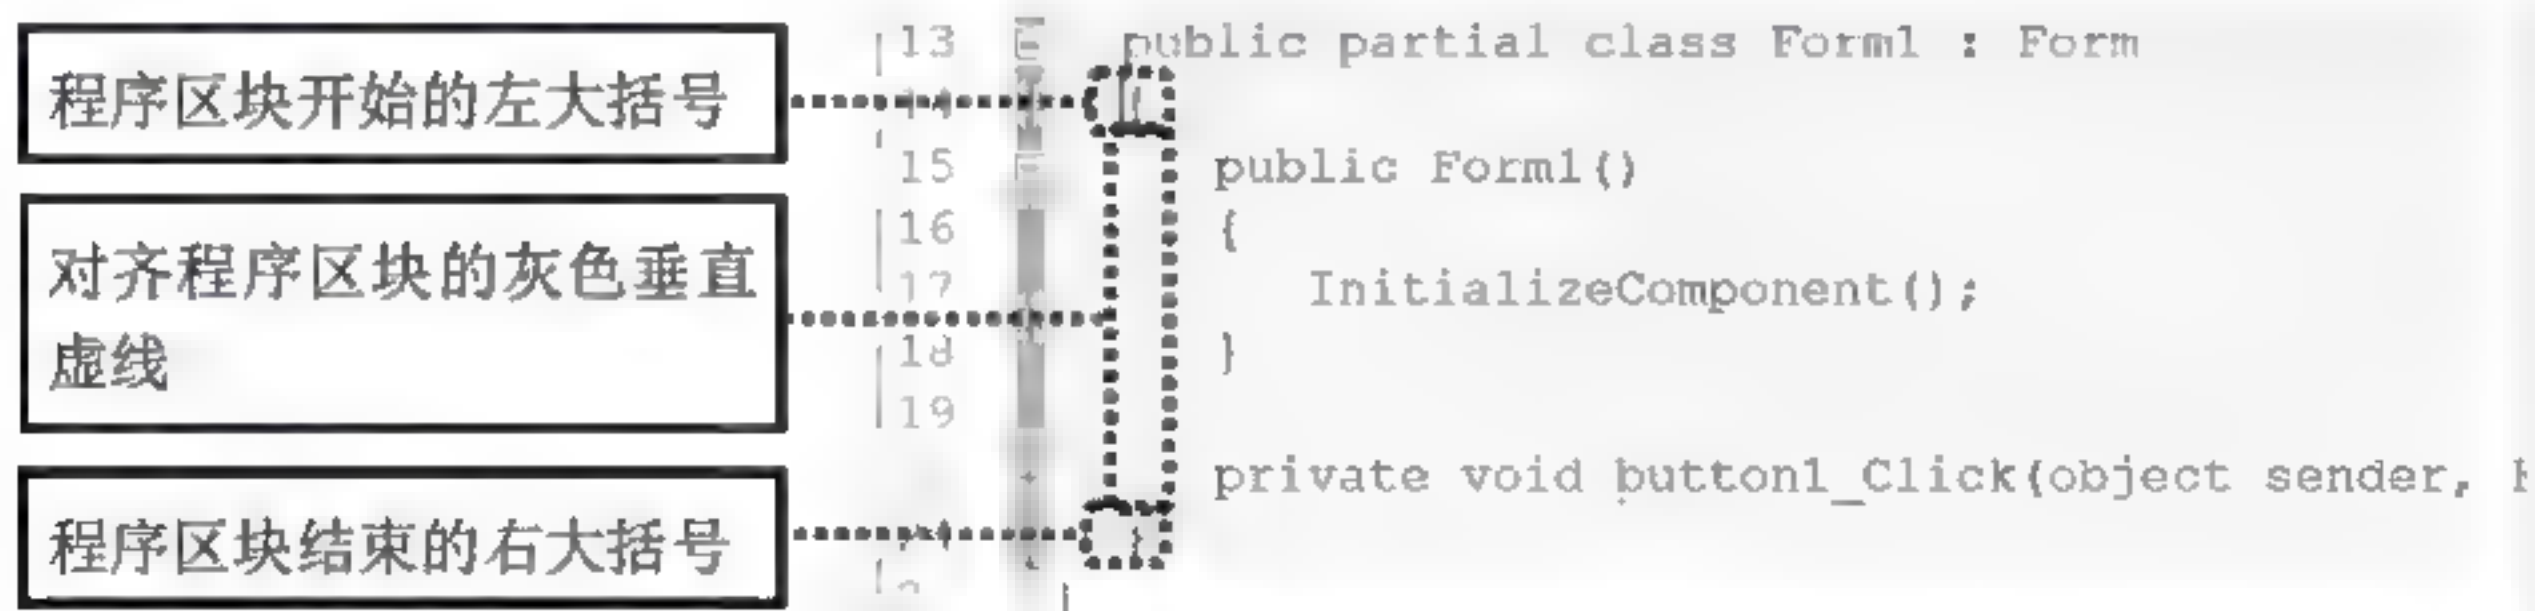 程序区块开始的左大括号
对齐程序区块的灰色垂直
虚线
程序区块结束的右大括号
13 public partial class Form1 : Form
14 {
15 public Form1()
16 {
17 InitializeComponent();
18 }
19
private void button1_Click(object sender,
}